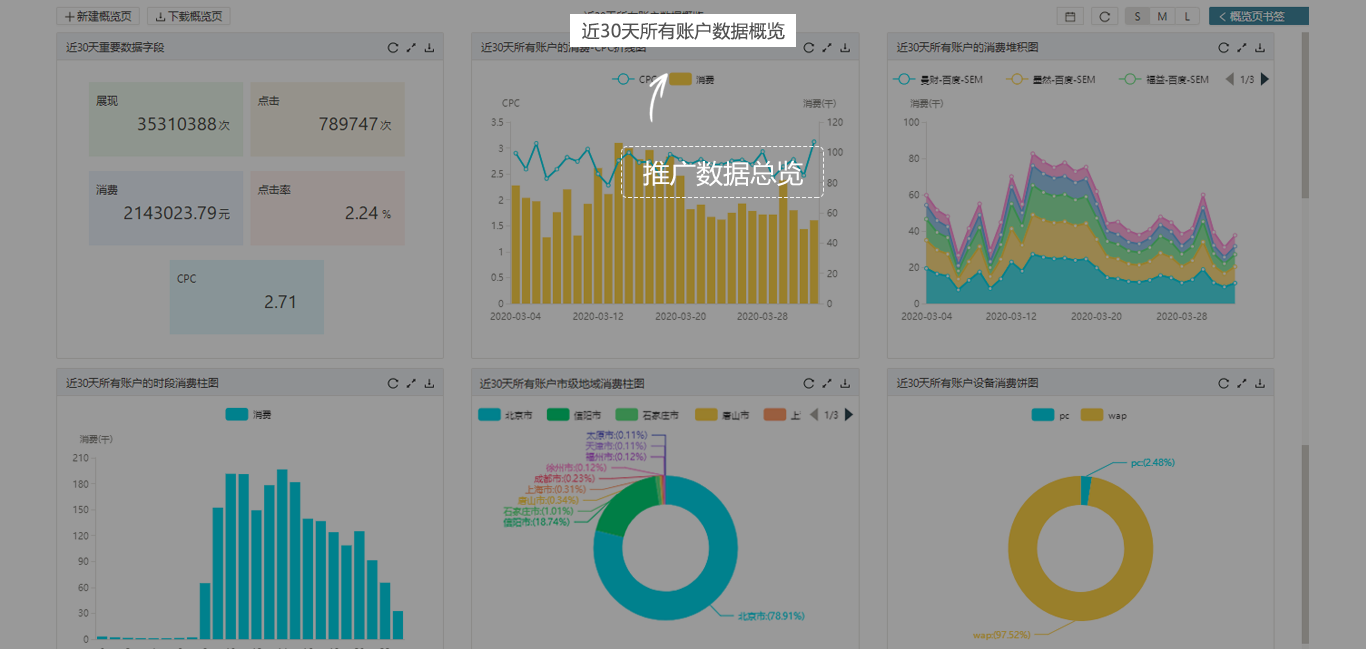 新建概览页
下载概览页
近30天所有账户数据概览
S M L
概览页书签
近30天重要数据字段
展现
35310388次
点击
789747次
消费
2143023.79元
点击率
2.24%
CPC
2.71
近30天所有账户的消费-CPC折线图
CPC
消费
CPC
消费(千)
3.5
3
2.5
2
1.5
1
0.5
0
120
100
80
60
40
20
0
2020-03-04
2020-03-12
2020-03-20
2020-03-28
推广数据总览
近30天所有账户的消费堆积图
曼财-百度-SEM
量然-百度-SEM
福益-百度-SEM
1/3
消费(千)
100
80
60
40
20
0
2020-03-04
2020-03-12
2020-03-20
2020-03-28
近30天所有账户的时段消费柱图
消费
消费(千)
210
180
150
120
90
60
30
0
近30天所有账户市级地域消费柱图
北京市
信阳市
石家庄市
唐山市
上
1/3
太原市:(0.11%)
天津市:(0.11%)
福州市:(0.12%)
徐州市:(0.12%)
成都市:(0.23%)
上海市:(0.31%)
唐山市:(0.34%)
石家庄市:(1.01%)
信阳市:(18.74%)
北京市:(78.91%)
近30天所有账户设备消费饼图
pc
wap
pc:(2.48%)
wap:(97.52%)